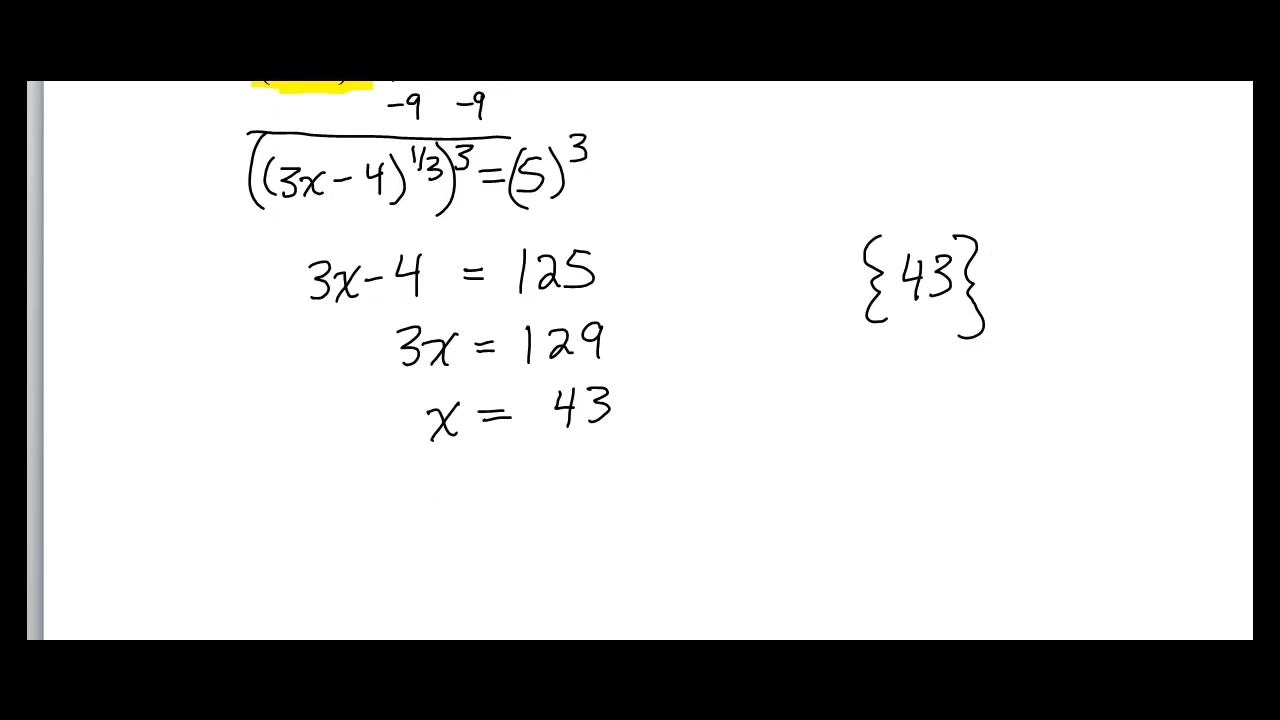 -9 -9
((3x-4)^1/3)^3=(5)^3
3x-4 = 125
{43}
3x = 129
x = 43